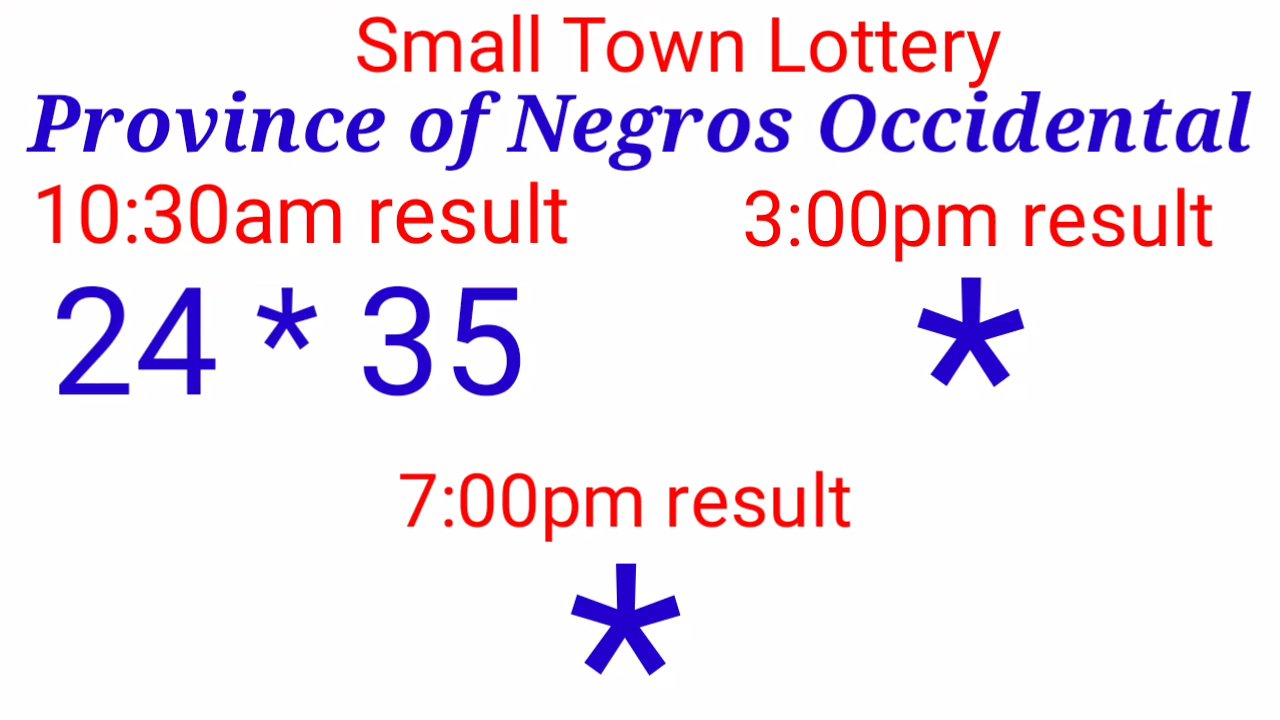 Small Town Lottery
Province of Negros Occidental
10:30am result
3:00pm result
24 * 35
*
7:00pm result
*